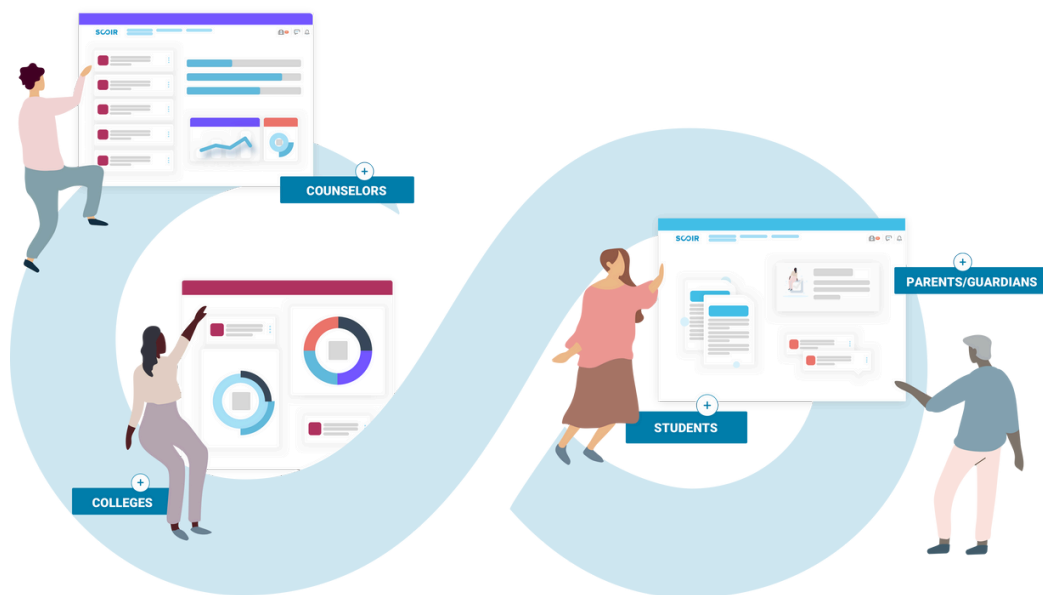 SCOIR
COUNSELORS
SCOIR
PARENTS/GUARDIANS
STUDENTS
COLLEGES